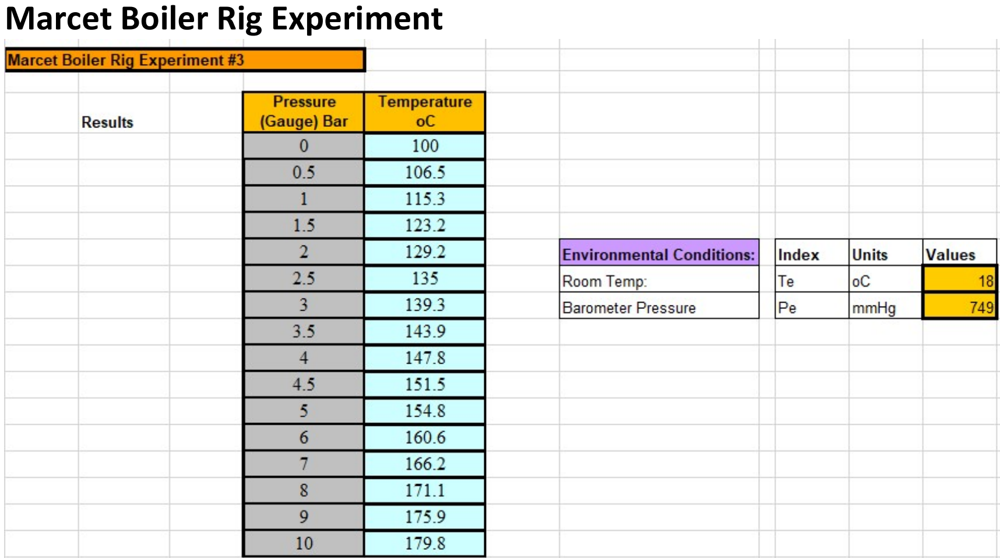 Marcet Boiler Rig Experiment
Marcet Boiler Rig Experiment #3
Results
Pressure (Gauge) Bar Temperature oC
0 100
0.5 106.5
1 115.3
1.5 123.2
2 129.2
2.5 135
3 139.3
3.5 143.9
4 147.8
4.5 151.5
5 154.8
6 160.6
7 166.2
8 171.1
9 175.9
10 179.8
Environmental Conditions: Index Units Values
Room Temp: Te oC 18
Barometer Pressure Pe mmHg 749